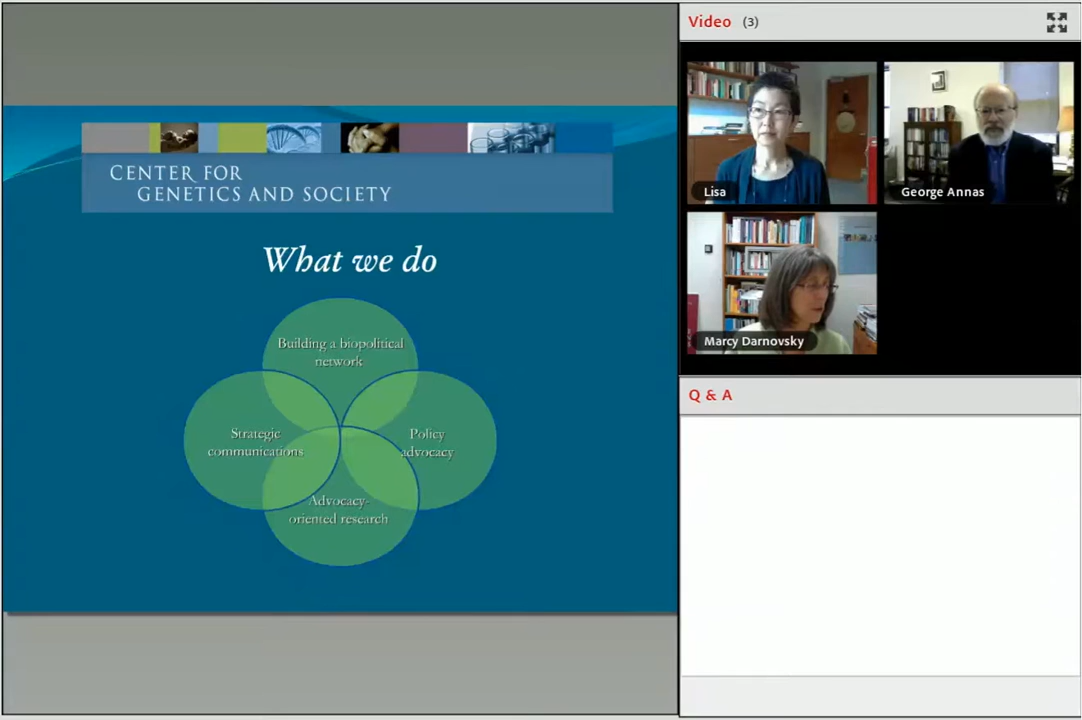 CENTER FOR
GENETICS AND SOCIETY
What we do
Building a biopolitical
network
Strategic
communications
Policy
advocacy
Advocacy-
oriented research
Video (3)
Lisa
George Annas
Marcy Darnovsky
Q & A